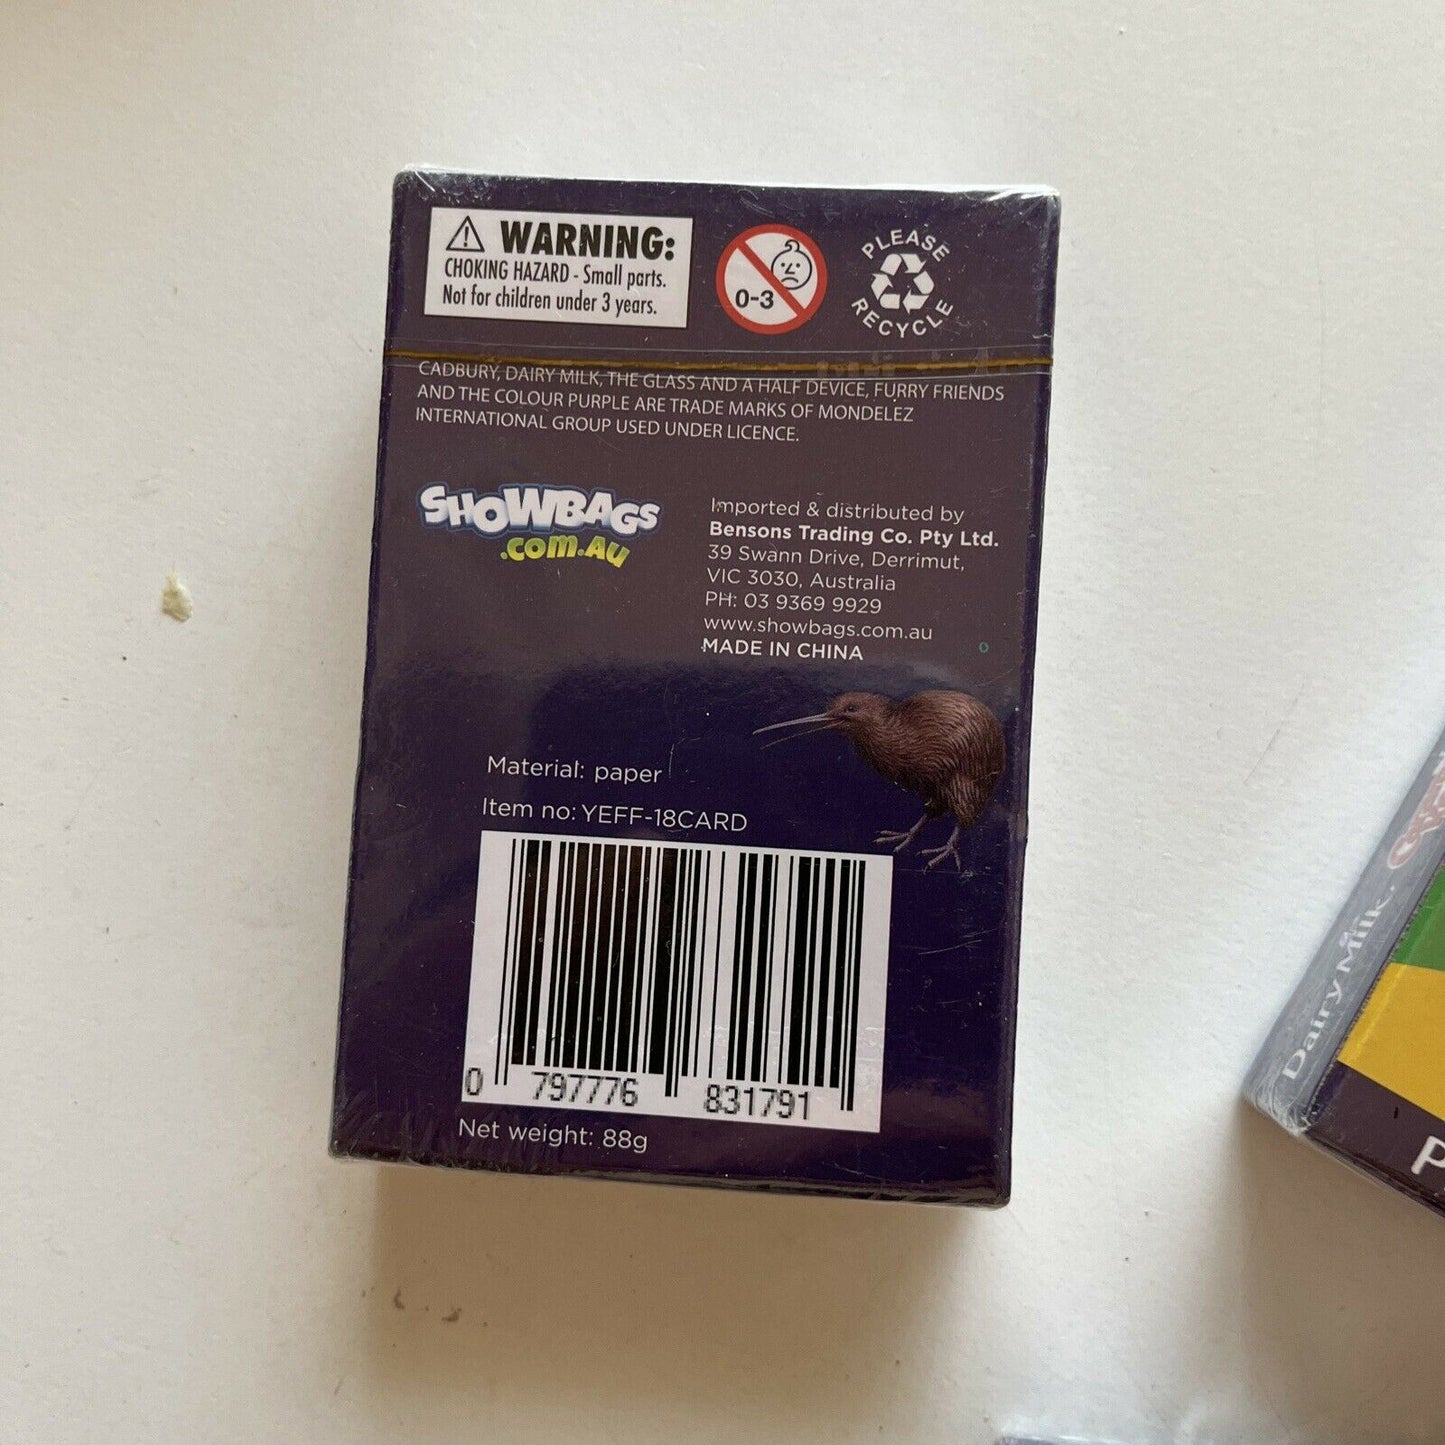 WARNING:
CHOKING HAZARD - Small parts.
Not for children under 3 years.
0-3
PLEASE
RECYCLE
CADBURY, DAIRY MILK, THE GLASS AND A HALF DEVICE, FURRY FRIENDS
AND THE COLOUR PURPLE ARE TRADE MARKS OF MONDELEZ
INTERNATIONAL GROUP USED UNDER LICENCE.
SHOWBAGS
.COM.AU
Imported & distributed by
Bensons Trading Co. Pty Ltd.
39 Swann Drive, Derrimut,
VIC 3030, Australia
PH: 03 9369 9929
www.showbags.com.au
MADE IN CHINA
Material: paper
Item no: YEFF-18CARD
0 797776 831791
Net weight: 88g
Dairy Milk
P